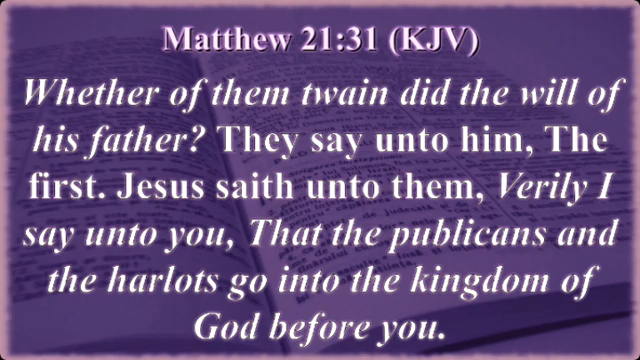 Matthew 21:31 (KJV)
Whether of them twain did the will of
his father? They say unto him, The
first. Jesus saith unto them, Verily I
say unto you, That the publicans and
the harlots go into the kingdom of
God before you.